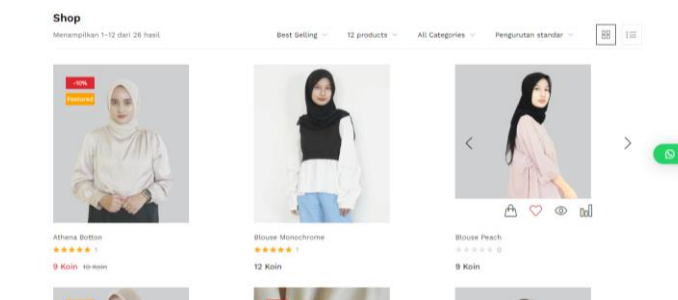 Shop
Menampilkan 1–12 dari 26 hasil
Best Selling
12 products
All Categories
Pengurutan standar
-10%
Featured
Athena Botton
1
9 Koin 10 Koin
Blouse Monochrome
1
12 Koin
Blouse Peach
0
9 Koin